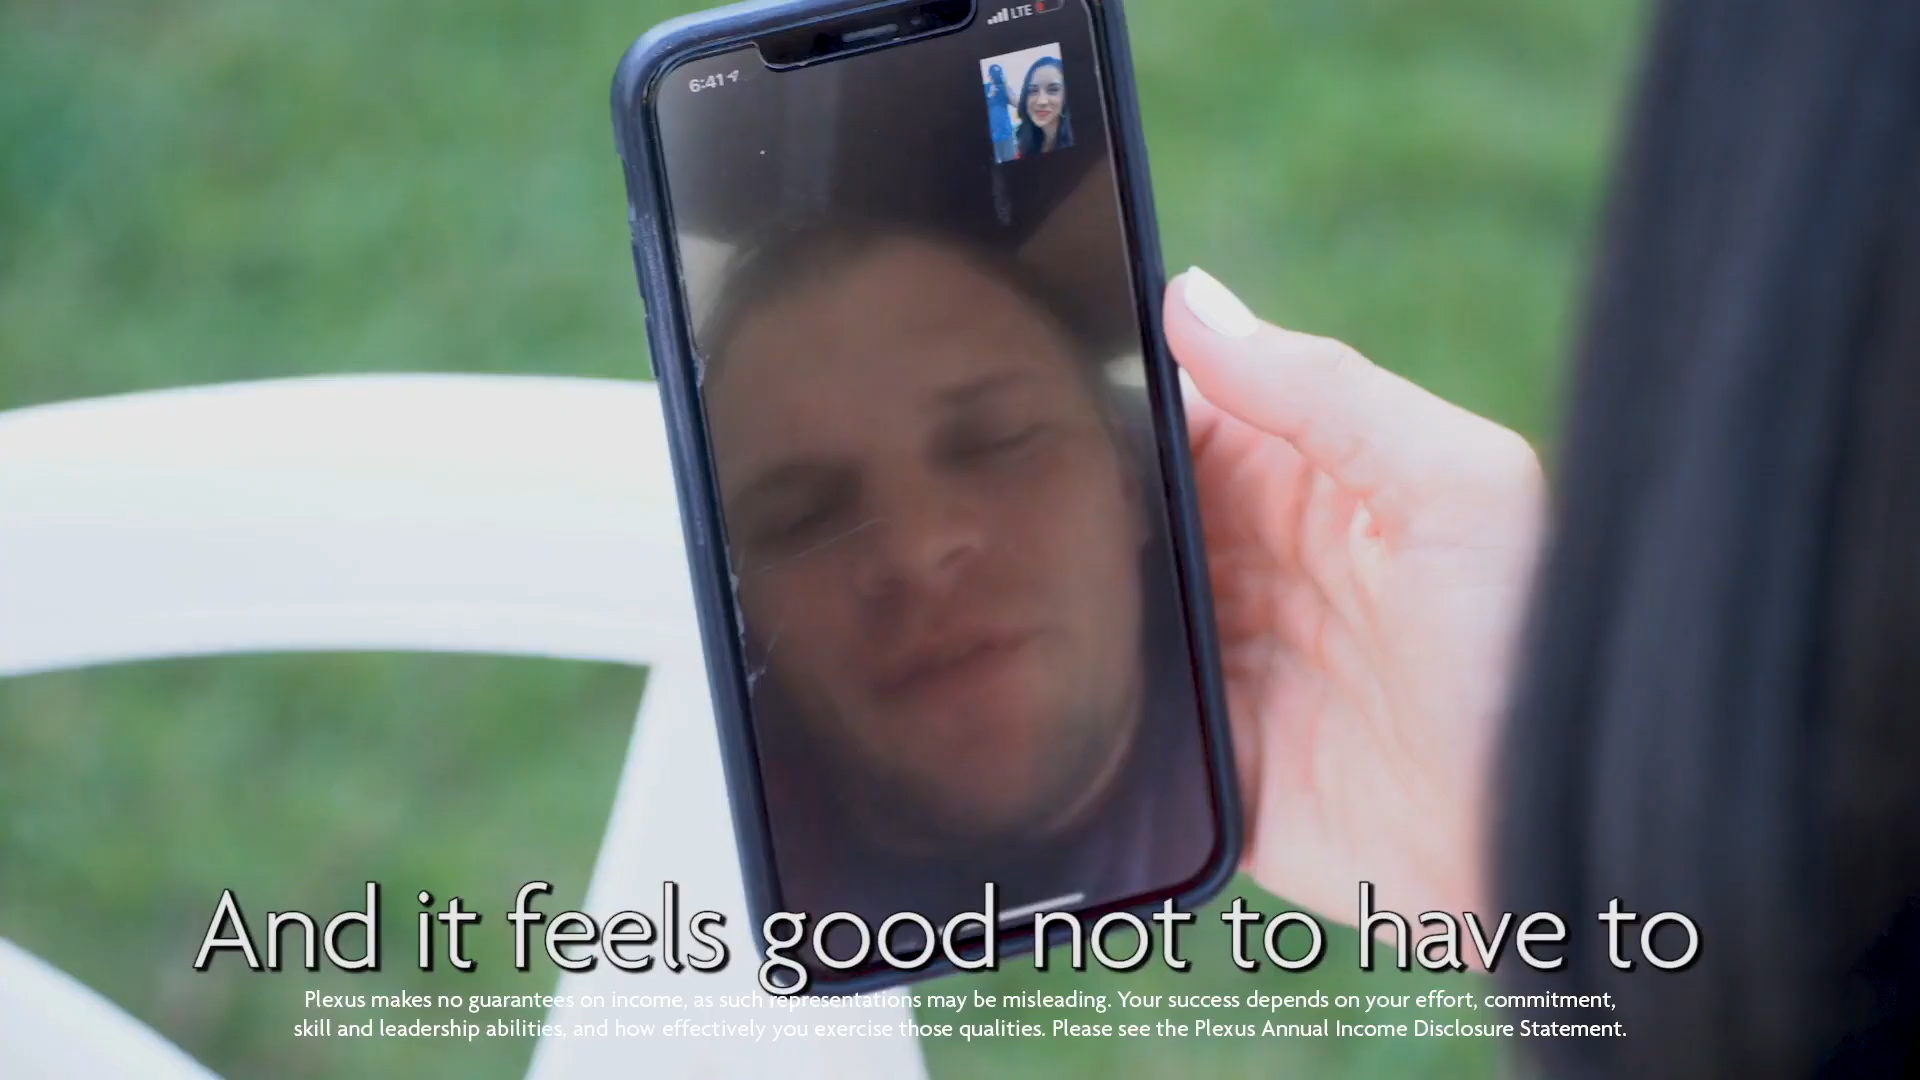 LTE
6:41
And it feels good not to have to
Plexus makes no guarantees on income, as such representations may be misleading. Your success depends on your effort, commitment,
skill and leadership abilities, and how effectively you exercise those qualities. Please see the Plexus Annual Income Disclosure Statement.